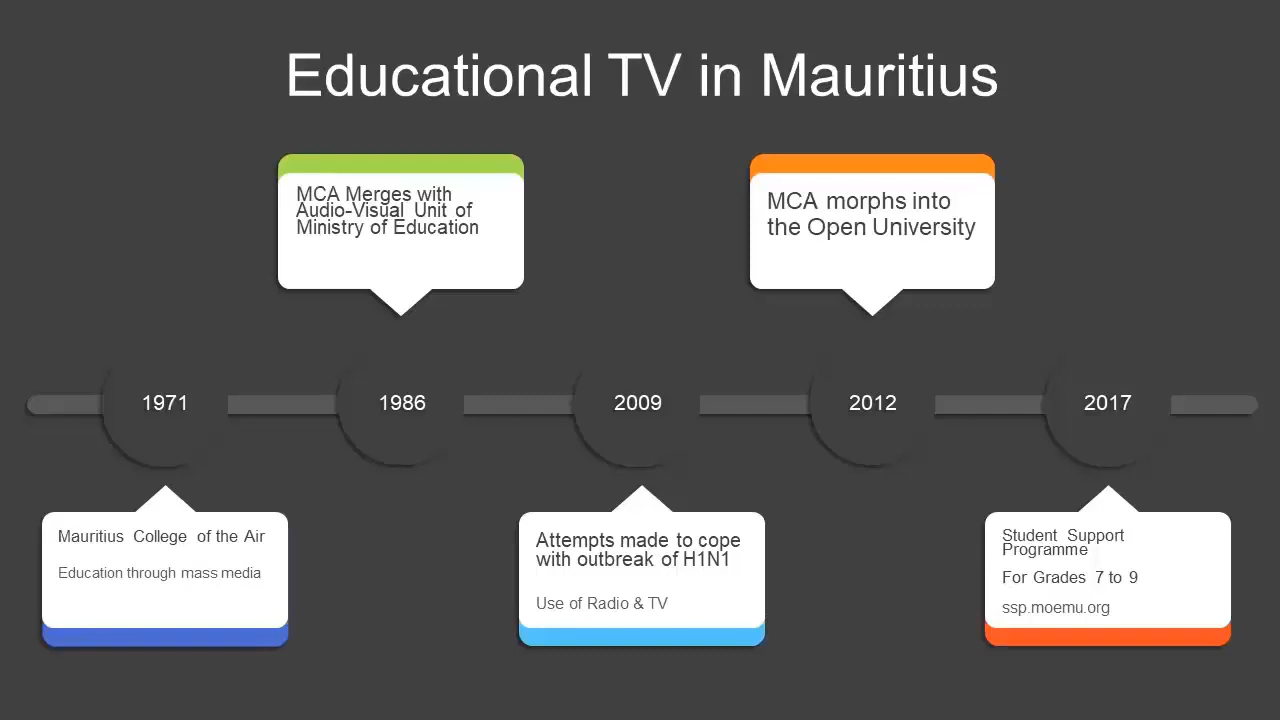 Educational TV in Mauritius
MCA Merges with
Audio-Visual Unit of
Ministry of Education
MCA morphs into
the Open University
1971
1986
2009
2012
2017
Mauritius College of the Air
Education through mass media
Attempts made to cope
with outbreak of H1N1
Use of Radio & TV
Student Support
Programme
For Grades 7 to 9
ssp.moemu.org